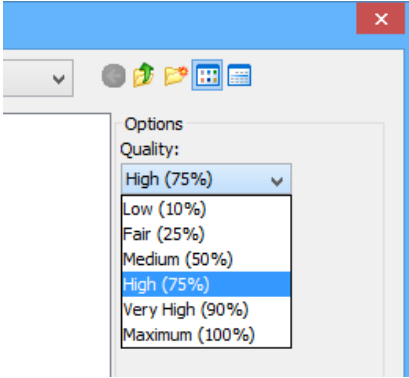 Options
Quality:
High (75%)
Low (10%)
Fair (25%)
Medium (50%)
High (75%)
Very High (90%)
Maximum (100%)